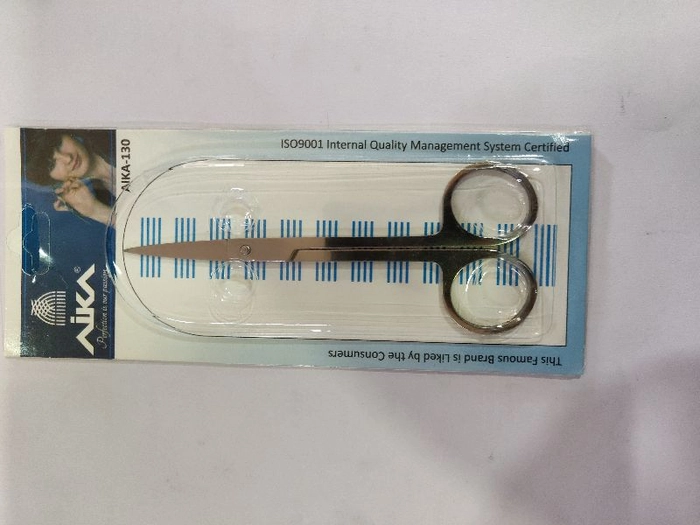 ISO9001 Internal Quality Management System Certified
AIKA-130
AIKA®
Perfection is our passion
This Famous Brand is Liked by the Consumers